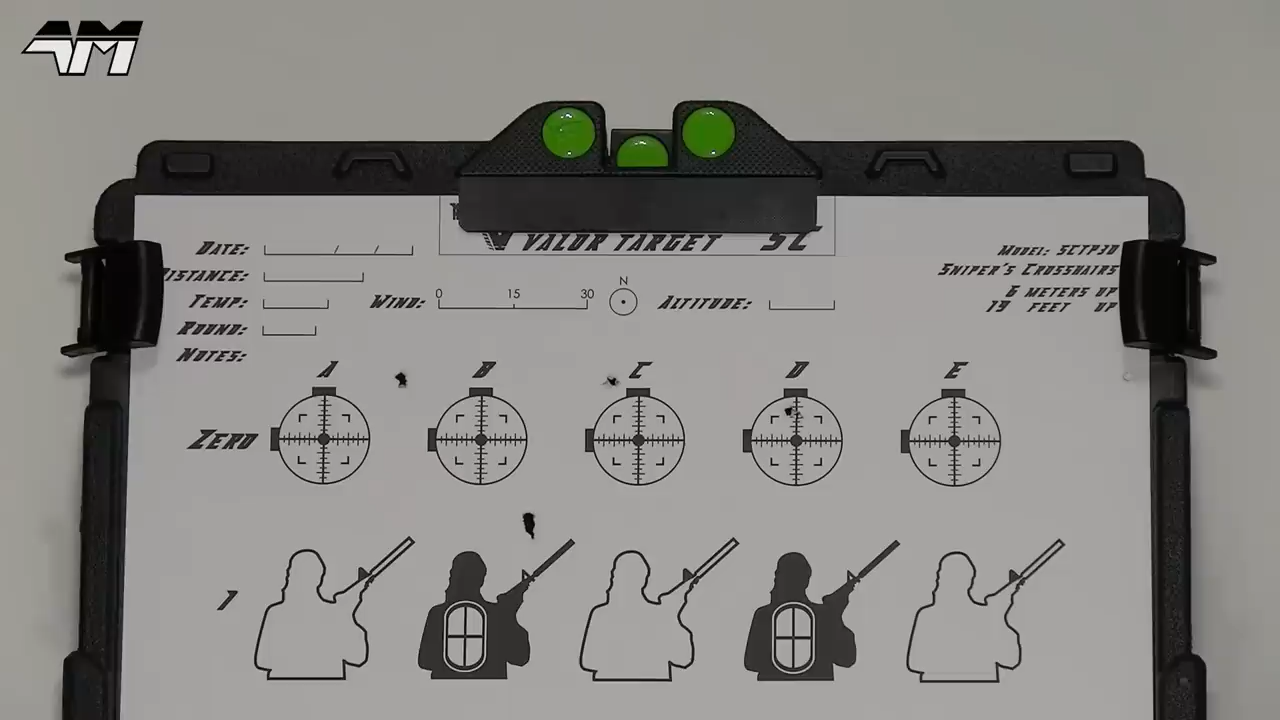 AM
VALOR TARGET SC
DATE: / /
DISTANCE:
TEMP:
WIND: 0 15 30
N
ALTITUDE:
ROUND:
NOTES:
MODEL: SCTP3D
SNIPER'S CROSSHAIRS
6 METERS UP
19 FEET UP
A B C D E
ZERO
1